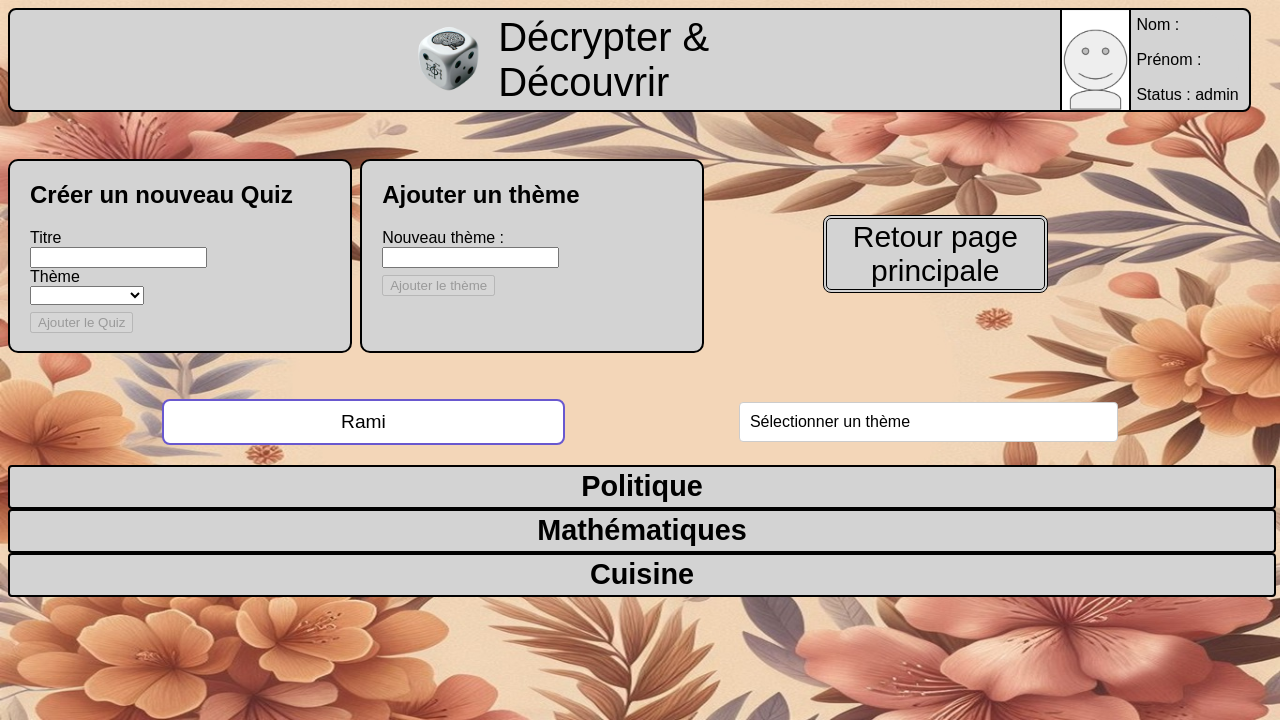 Décrypter &
Découvrir
Nom :
Prénom :
Status : admin
Créer un nouveau Quiz
Titre
Thème
Ajouter le Quiz
Ajouter un thème
Nouveau thème :
Ajouter le thème
Retour page
principale
Rami
Sélectionner un thème
Politique
Mathématiques
Cuisine